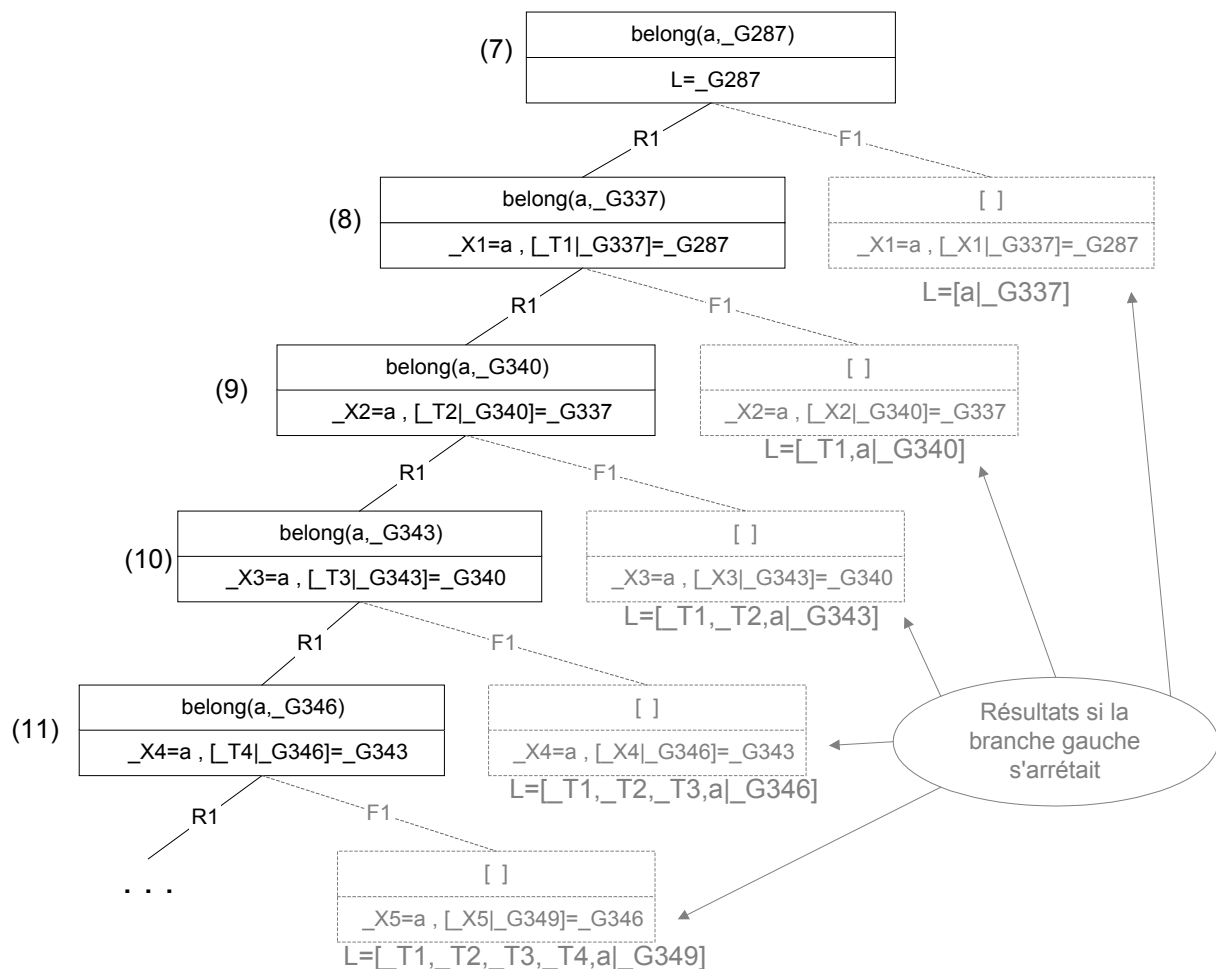 belong(a,_G287)
(7)
L=_G287
R1
F1
belong(a,_G337)
[ ]
(8)
_X1=a , [_T1|_G337]=_G287
_X1=a , [_X1|_G337]=_G287
L=[a|_G337]
R1
F1
belong(a,_G340)
[ ]
(9)
_X2=a , [_T2|_G340]=_G337
_X2=a , [_X2|_G340]=_G337
L=[_T1,a|_G340]
R1
F1
belong(a,_G343)
[ ]
(10)
_X3=a , [_T3|_G343]=_G340
_X3=a , [_X3|_G343]=_G340
L=[_T1,_T2,a|_G343]
R1
F1
belong(a,_G346)
[ ]
(11)
_X4=a , [_T4|_G346]=_G343
_X4=a , [_X4|_G346]=_G343
L=[_T1,_T2,_T3,a|_G346]
Résultats si la
branche gauche
s'arrétait
R1
F1
. . .
[ ]
_X5=a , [_X5|_G349]=_G346
L=[_T1,_T2,_T3,_T4,a|_G349]